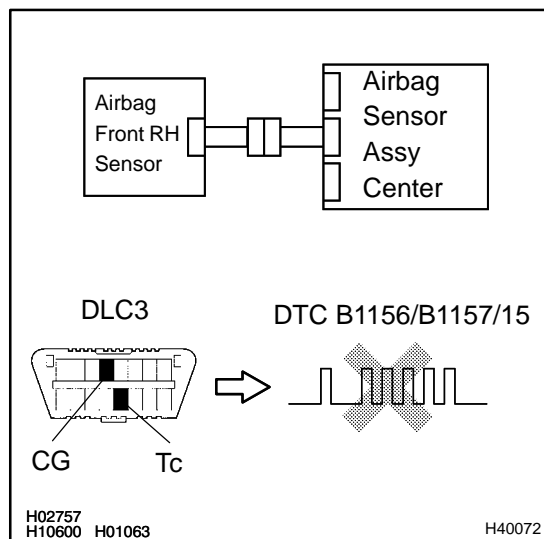 Airbag
Front RH
Sensor
Airbag
Sensor
Assy
Center
DLC3
DTC B1156/B1157/15
CG
Tc
H02757
H10600 H01063
H40072